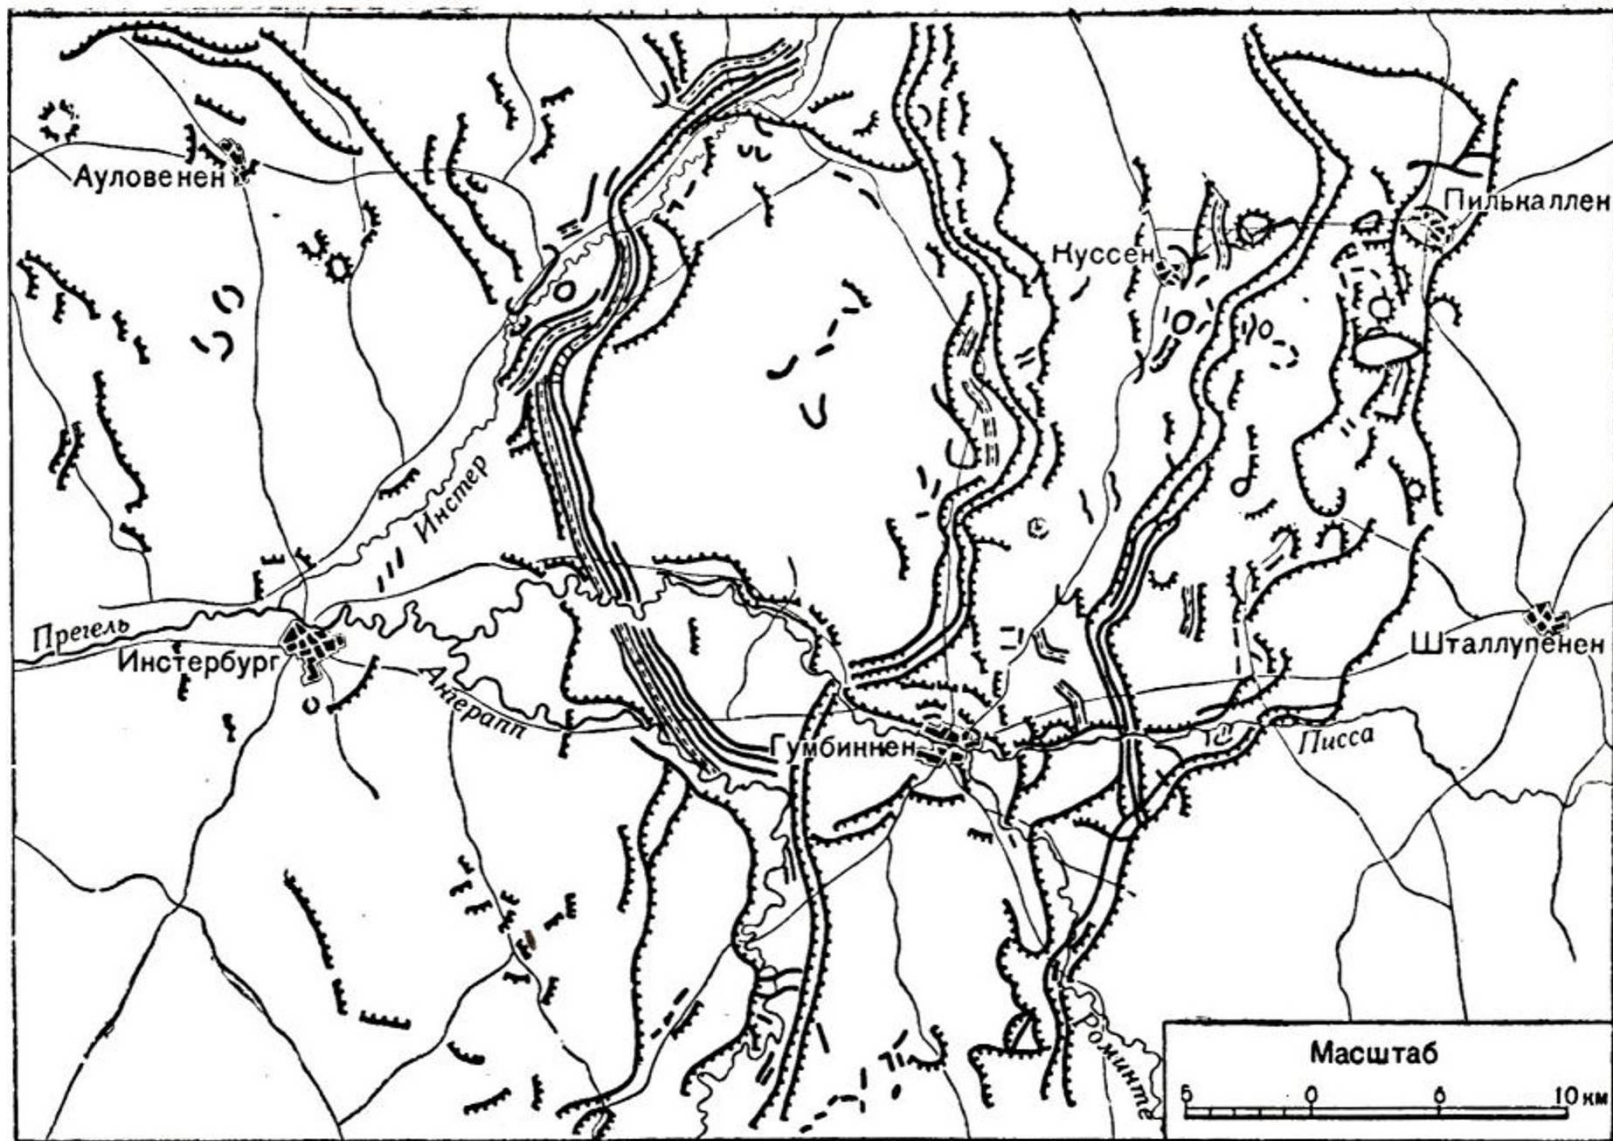 Ауловенен
Пилькаллен
Куссен
Инстер
Прегель
Инстербург
Ангерапп
Гумбиннен
Шталлупенен
Писса
Роминте
Масштаб
5 0 5 10 км